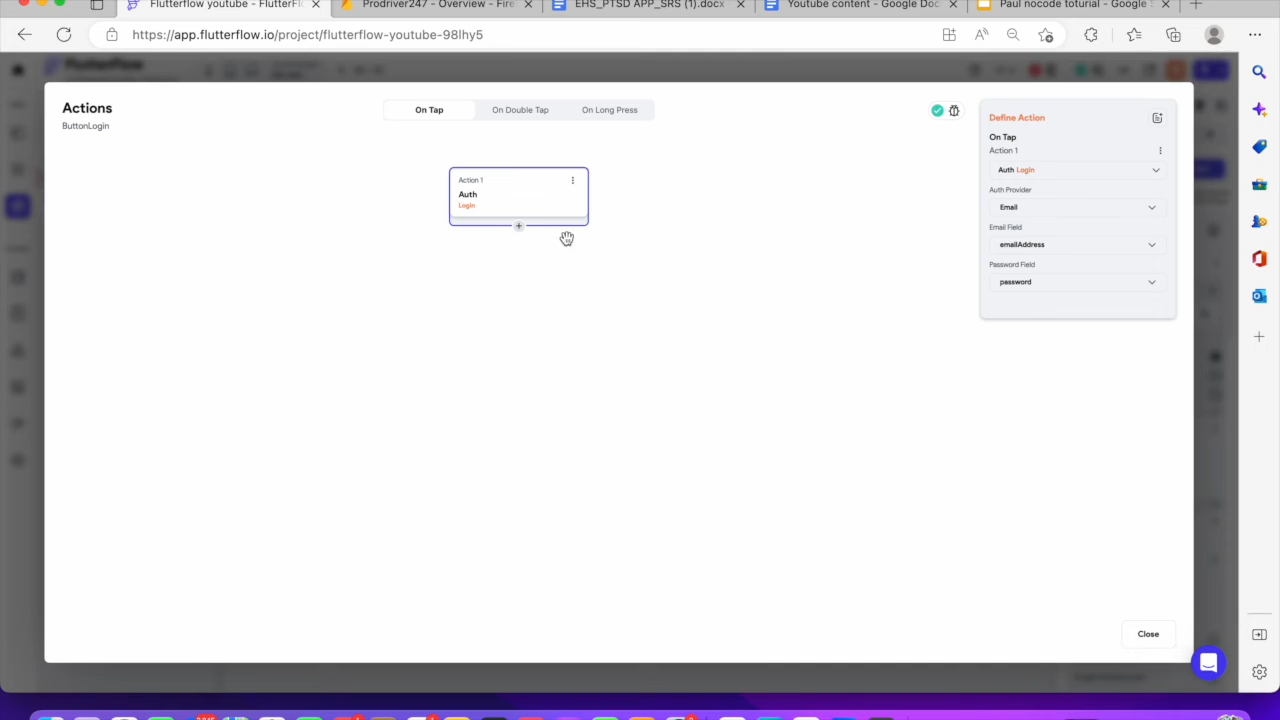 Flutterflow youtube - FlutterFl
Prodriver247 - Overview - Fire
EHS_PTSD APP_SRS (1).docx
Youtube content - Google Doc
Paul nocode toturial - Google S
https://app.flutterflow.io/project/flutterflow-youtube-98lhy5
FlutterFlow
Actions
ButtonLogin
On Tap
On Double Tap
On Long Press
Action 1
Auth
Login
Define Action
On Tap
Action 1
Auth Login
Auth Provider
Email
Email Field
emailAddress
Password Field
password
Close